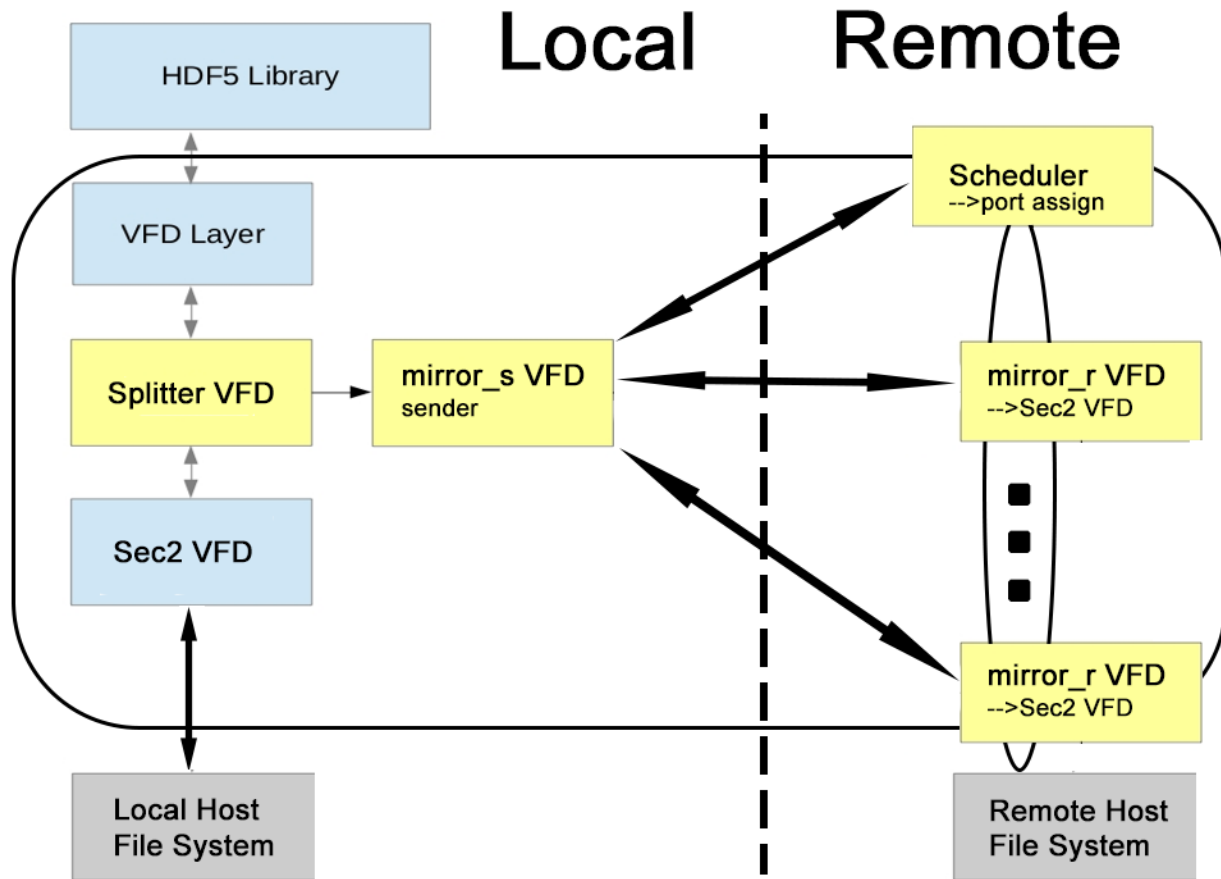 Local
Remote
HDF5 Library
VFD Layer
Splitter VFD
mirror_s VFD
sender
Sec2 VFD
Local Host
File System
Scheduler
-->port assign
mirror_r VFD
-->Sec2 VFD
mirror_r VFD
-->Sec2 VFD
Remote Host
File System